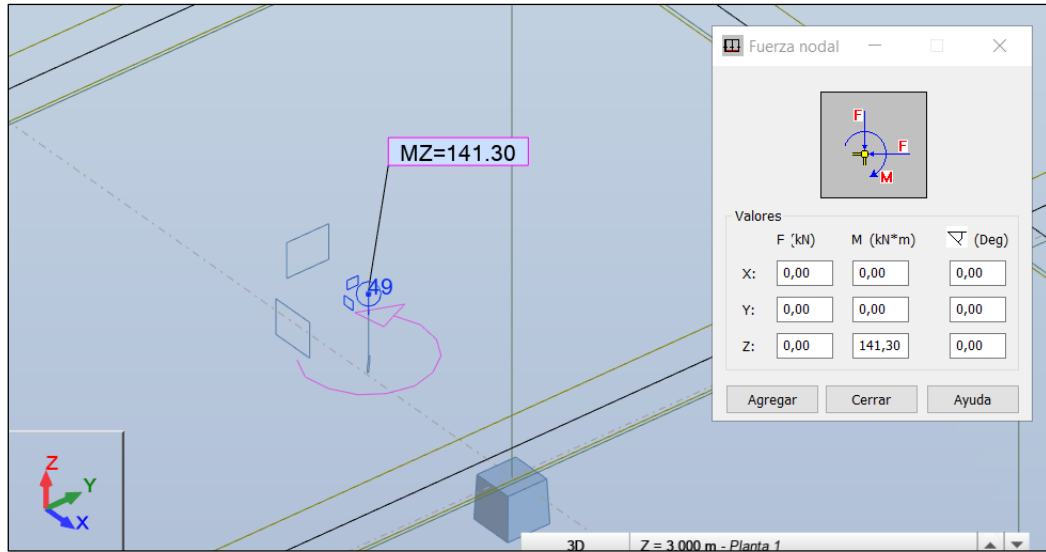 MZ=141.30
49
Z
Y
X
3D Z = 3.000 m - Planta 1
Fuerza nodal
F
F
M
Valores
F (kN) M (kN*m) (Deg)
X: 0,00 0,00 0,00
Y: 0,00 0,00 0,00
Z: 0,00 141,30 0,00
Agregar Cerrar Ayuda